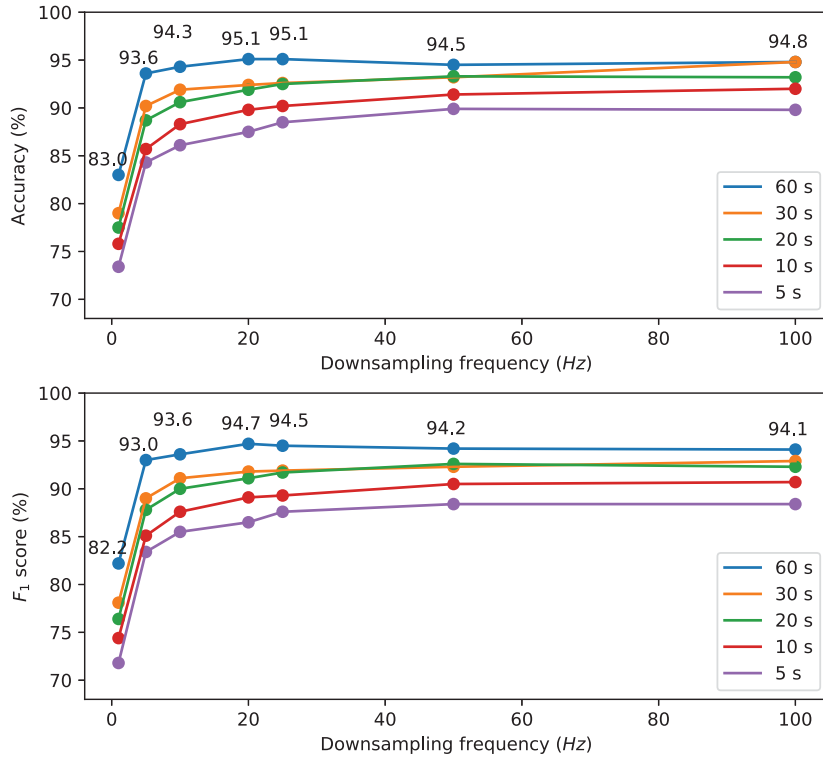 100
95
90
85
80
75
70
Accuracy (%)
83.0
93.6
94.3
95.1
95.1
94.5
94.8
60 s
30 s
20 s
10 s
5 s
0
20
40
60
80
100
Downsampling frequency (Hz)
100
95
90
85
80
75
70
F₁ score (%)
82.2
93.0
93.6
94.7
94.5
94.2
94.1
60 s
30 s
20 s
10 s
5 s
0
20
40
60
80
100
Downsampling frequency (Hz)